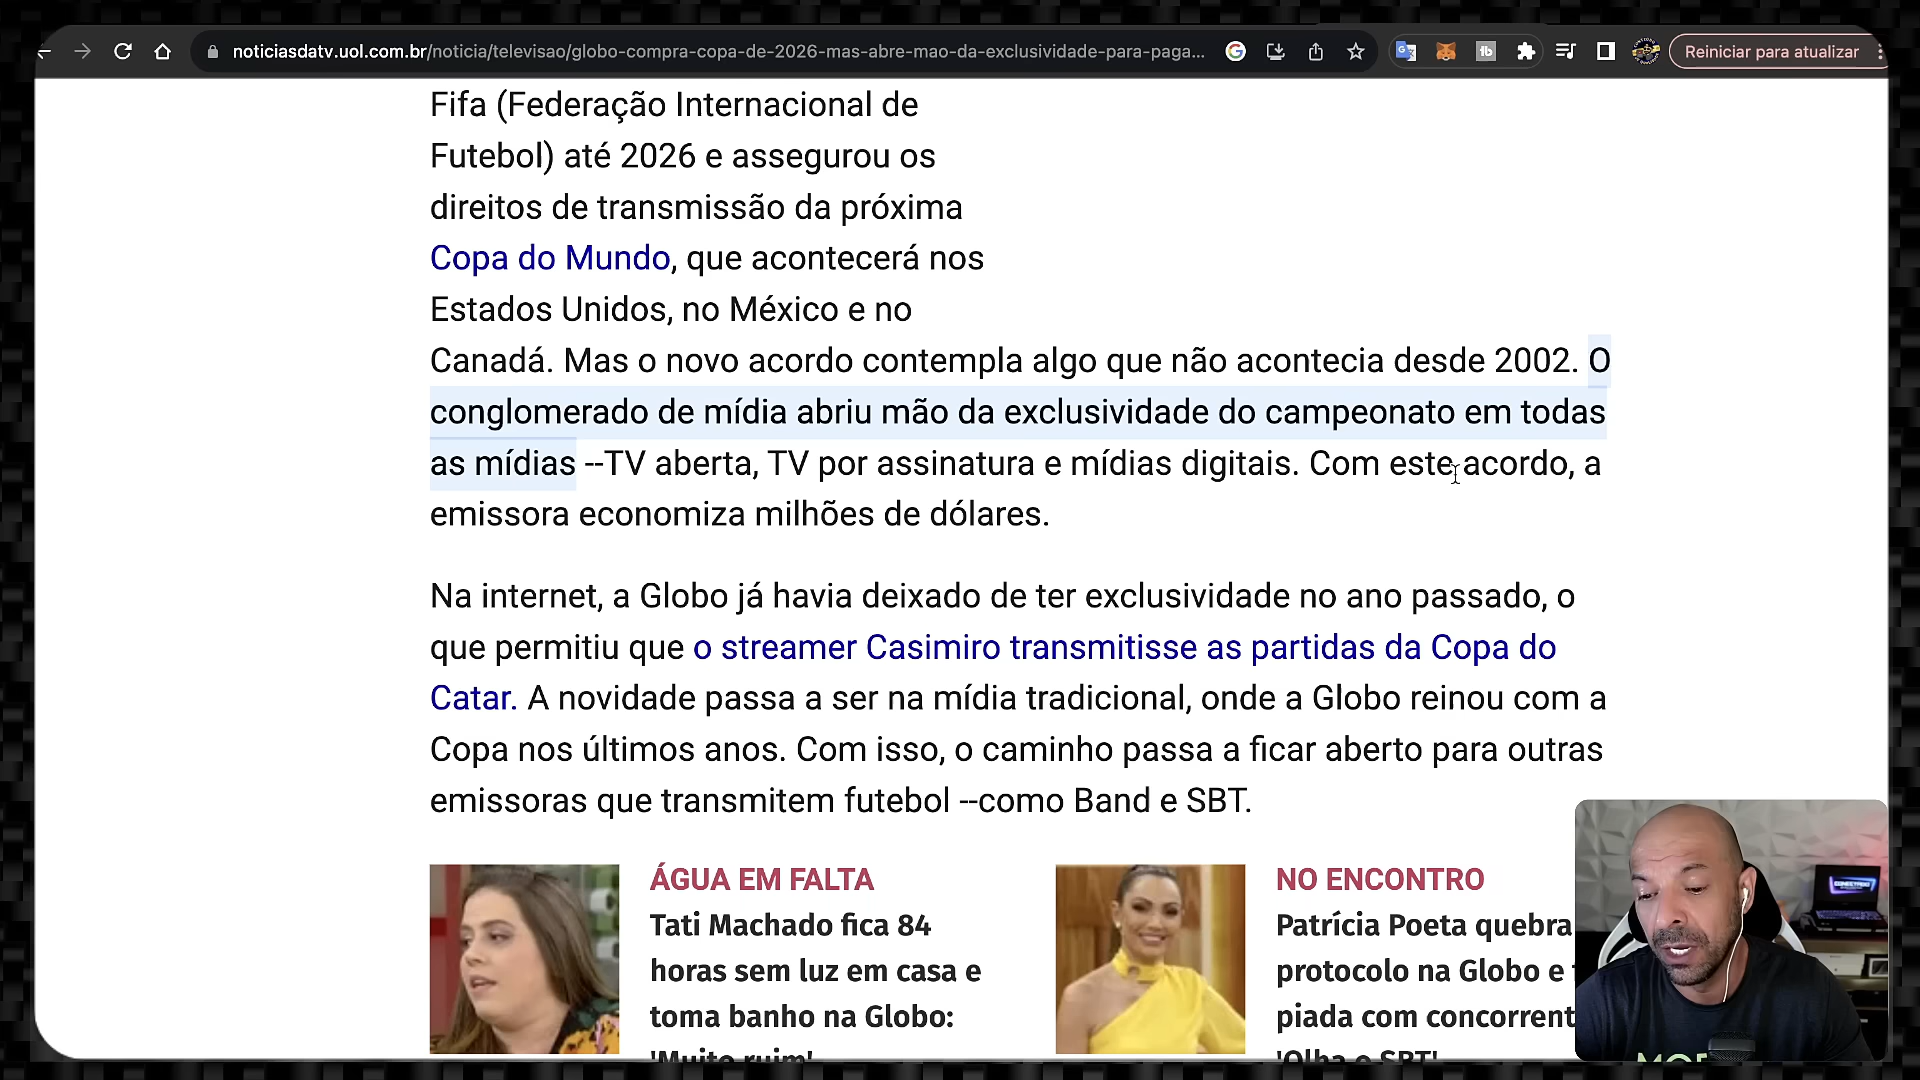 noticiasdatv.uol.com.br/noticia/televisao/globo-compra-copa-de-2026-mas-abre-mao-da-exclusividade-para-paga...
Reiniciar para atualizar
Fifa (Federação Internacional de
Futebol) até 2026 e assegurou os
direitos de transmissão da próxima
Copa do Mundo, que acontecerá nos
Estados Unidos, no México e no
Canadá. Mas o novo acordo contempla algo que não acontecia desde 2002. O
conglomerado de mídia abriu mão da exclusividade do campeonato em todas
as mídias --TV aberta, TV por assinatura e mídias digitais. Com este acordo, a
emissora economiza milhões de dólares.
Na internet, a Globo já havia deixado de ter exclusividade no ano passado, o
que permitiu que o streamer Casimiro transmitisse as partidas da Copa do
Catar. A novidade passa a ser na mídia tradicional, onde a Globo reinou com a
Copa nos últimos anos. Com isso, o caminho passa a ficar aberto para outras
emissoras que transmitem futebol --como Band e SBT.
ÁGUA EM FALTA
Tati Machado fica 84
horas sem luz em casa e
toma banho na Globo:
'Muito ruim'
NO ENCONTRO
Patrícia Poeta quebra
protocolo na Globo e
piada com concorrent
'Olha o SBT'